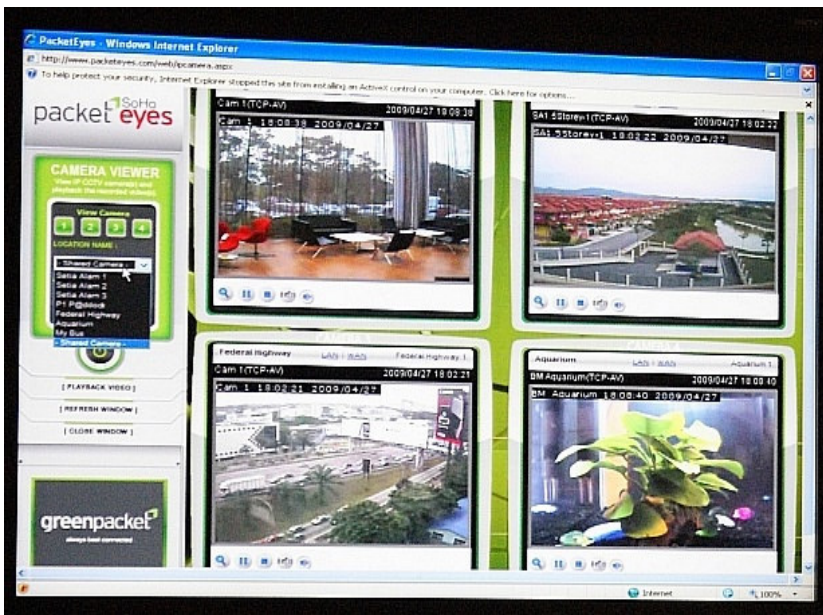 PacketEyes - Windows Internet Explorer
http://www.packeteyes.com/web/ipcamera.aspx
To help protect your security, Internet Explorer stopped this site from installing an ActiveX control on your computer. Click here for options...
packet eyes
SoHo
CAMERA VIEWER
View IP CCTV camera(s) and
playback the recorded video(s).
View Camera
1 2 3 4
LOCATION NAME :
- Shared Camera -
Setia Alam 1
Setia Alam 2
Setia Alam 3
P1 P@ddock
Federal Highway
Aquarium
My Bus
- Shared Camera -
[ PLAYBACK VIDEO ]
[ REFRESH WINDOW ]
[ CLOSE WINDOW ]
greenpacket
always best connected
Cam 1(TCP-AV) 2009/04/27 18:08:38
Cam 1 18:08:38 2009/04/27
SA1.5Storey-1(TCP-AV) 2009/04/27 18:02:22
SA1.5Storey-1 18:02:22 2009/04/27
Federal Highway LAN | WAN Federal Highway 1
Cam 1(TCP-AV) 2009/04/27 18:02:21
Cam 1 18:02:21 2009/04/27
Aquarium LAN | WAN Aquarium 1
BM Aquarium(TCP-AV) 2009/04/27 18:08:40
BM Aquarium 18:08:40 2009/04/27
Internet 100%